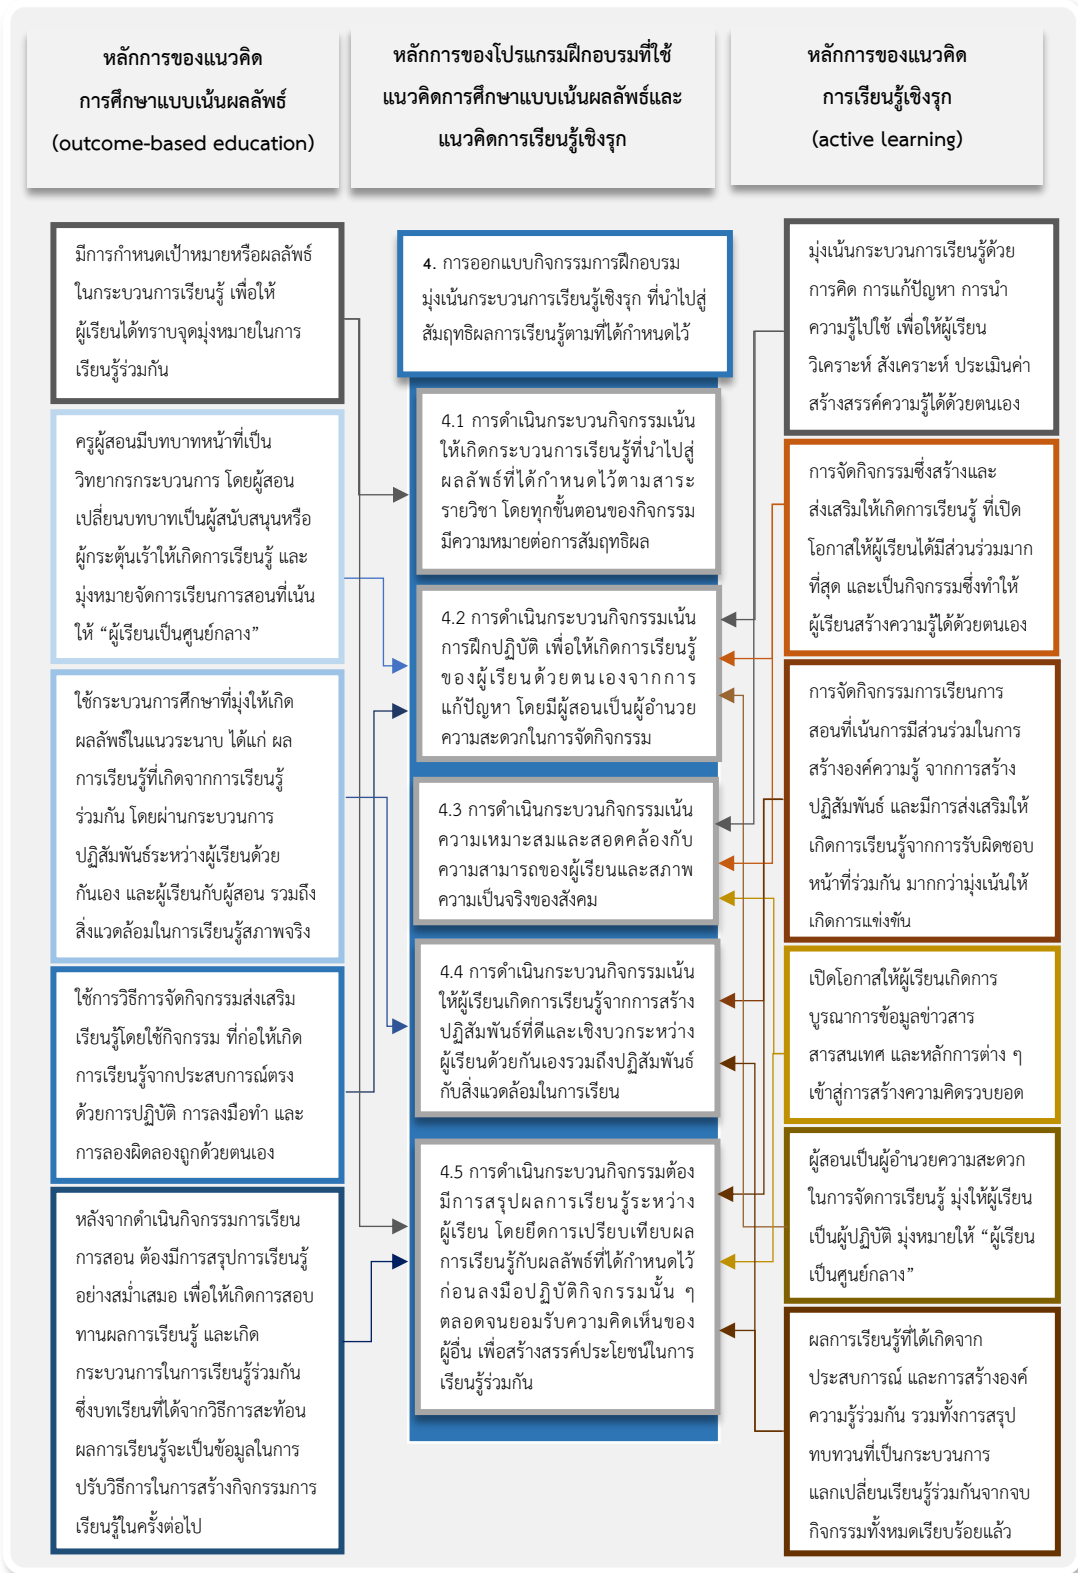 หลักการของแนวคิด
การศึกษาแบบเน้นผลลัพธ์
(outcome-based education)
หลักการของโปรแกรมฝึกอบรมที่ใช้
แนวคิดการศึกษาแบบเน้นผลลัพธ์และ
แนวคิดการเรียนรู้เชิงรุก
หลักการของแนวคิด
การเรียนรู้เชิงรุก
(active learning)
มีการกำหนดเป้าหมายหรือผลลัพธ์
ในกระบวนการเรียนรู้ เพื่อให้
ผู้เรียนได้ทราบจุดมุ่งหมายในการ
เรียนรู้ร่วมกัน
ครูผู้สอนมีบทบาทหน้าที่เป็น
วิทยากรกระบวนการ โดยผู้สอน
เปลี่ยนบทบาทเป็นผู้สนับสนุนหรือ
ผู้กระตุ้นเร้าให้เกิดการเรียนรู้ และ
มุ่งหมายจัดการเรียนการสอนที่เน้น
ให้ “ผู้เรียนเป็นศูนย์กลาง”
ใช้กระบวนการศึกษาที่มุ่งให้เกิด
ผลลัพธ์ในแนวระนาบ ได้แก่ ผล
การเรียนรู้ที่เกิดจากการเรียนรู้
ร่วมกัน โดยผ่านกระบวนการ
ปฏิสัมพันธ์ระหว่างผู้เรียนด้วย
กันเอง และผู้เรียนกับผู้สอน รวมถึง
สิ่งแวดล้อมในการเรียนรู้สภาพจริง
ใช้การวิธีการจัดกิจกรรมส่งเสริม
เรียนรู้โดยใช้กิจกรรม ที่ก่อให้เกิด
การเรียนรู้จากประสบการณ์ตรง
ด้วยการปฏิบัติ การลงมือทำ และ
การลองผิดลองถูกด้วยตนเอง
หลังจากดำเนินกิจกรรมการเรียน
การสอน ต้องมีการสรุปการเรียนรู้
อย่างสม่ำเสมอ เพื่อให้เกิดการสอบ
ทานผลการเรียนรู้ และเกิด
กระบวนการในการเรียนรู้ร่วมกัน
ซึ่งบทเรียนที่ได้จากวิธีการสะท้อน
ผลการเรียนรู้จะเป็นข้อมูลในการ
ปรับวิธีการในการสร้างกิจกรรมการ
เรียนรู้ในครั้งต่อไป
4. การออกแบบกิจกรรมการฝึกอบรม
มุ่งเน้นกระบวนการเรียนรู้เชิงรุก ที่นำไปสู่
สัมฤทธิผลการเรียนรู้ตามที่ได้กำหนดไว้
4.1 การดำเนินกระบวนกิจกรรมเน้น
ให้เกิดกระบวนการเรียนรู้ที่นำไปสู่
ผลลัพธ์ที่ได้กำหนดไว้ตามสาระ
รายวิชา โดยทุกขั้นตอนของกิจกรรม
มีความหมายต่อการสัมฤทธิผล
4.2 การดำเนินกระบวนกิจกรรมเน้น
การฝึกปฏิบัติ เพื่อให้เกิดการเรียนรู้
ของผู้เรียนด้วยตนเองจากการ
แก้ปัญหา โดยมีผู้สอนเป็นผู้อำนวย
ความสะดวกในการจัดกิจกรรม
4.3 การดำเนินกระบวนกิจกรรมเน้น
ความเหมาะสมและสอดคล้องกับ
ความสามารถของผู้เรียนและสภาพ
ความเป็นจริงของสังคม
4.4 การดำเนินกระบวนกิจกรรมเน้น
ให้ผู้เรียนเกิดการเรียนรู้จากการสร้าง
ปฏิสัมพันธ์ที่ดีและเชิงบวกระหว่าง
ผู้เรียนด้วยกันเองรวมถึงปฏิสัมพันธ์
กับสิ่งแวดล้อมในการเรียน
4.5 การดำเนินกระบวนกิจกรรมต้อง
มีการสรุปผลการเรียนรู้ระหว่าง
ผู้เรียน โดยยึดการเปรียบเทียบผล
การเรียนรู้กับผลลัพธ์ที่ได้กำหนดไว้
ก่อนลงมือปฏิบัติกิจกรรมนั้น ๆ
ตลอดจนยอมรับความคิดเห็นของ
ผู้อื่น เพื่อสร้างสรรค์ประโยชน์ในการ
เรียนรู้ร่วมกัน
มุ่งเน้นกระบวนการเรียนรู้ด้วย
การคิด การแก้ปัญหา การนำ
ความรู้ไปใช้ เพื่อให้ผู้เรียน
วิเคราะห์ สังเคราะห์ ประเมินค่า
สร้างสรรค์ความรู้ได้ด้วยตนเอง
การจัดกิจกรรมซึ่งสร้างและ
ส่งเสริมให้เกิดการเรียนรู้ ที่เปิด
โอกาสให้ผู้เรียนได้มีส่วนร่วมมาก
ที่สุด และเป็นกิจกรรมซึ่งทำให้
ผู้เรียนสร้างความรู้ได้ด้วยตนเอง
การจัดกิจกรรมการเรียนการ
สอนที่เน้นการมีส่วนร่วมในการ
สร้างองค์ความรู้ จากการสร้าง
ปฏิสัมพันธ์ และมีการส่งเสริมให้
เกิดการเรียนรู้จากการรับผิดชอบ
หน้าที่ร่วมกัน มากกว่ามุ่งเน้นให้
เกิดการแข่งขัน
เปิดโอกาสให้ผู้เรียนเกิดการ
บูรณาการข้อมูลข่าวสาร
สารสนเทศ และหลักการต่าง ๆ
เข้าสู่การสร้างความคิดรวบยอด
ผู้สอนเป็นผู้อำนวยความสะดวก
ในการจัดการเรียนรู้ มุ่งให้ผู้เรียน
เป็นผู้ปฏิบัติ มุ่งหมายให้ “ผู้เรียน
เป็นศูนย์กลาง”
ผลการเรียนรู้ที่ได้เกิดจาก
ประสบการณ์ และการสร้างองค์
ความรู้ร่วมกัน รวมทั้งการสรุป
ทบทวนที่เป็นกระบวนการ
แลกเปลี่ยนเรียนรู้ร่วมกันจากจบ
กิจกรรมทั้งหมดเรียบร้อยแล้ว